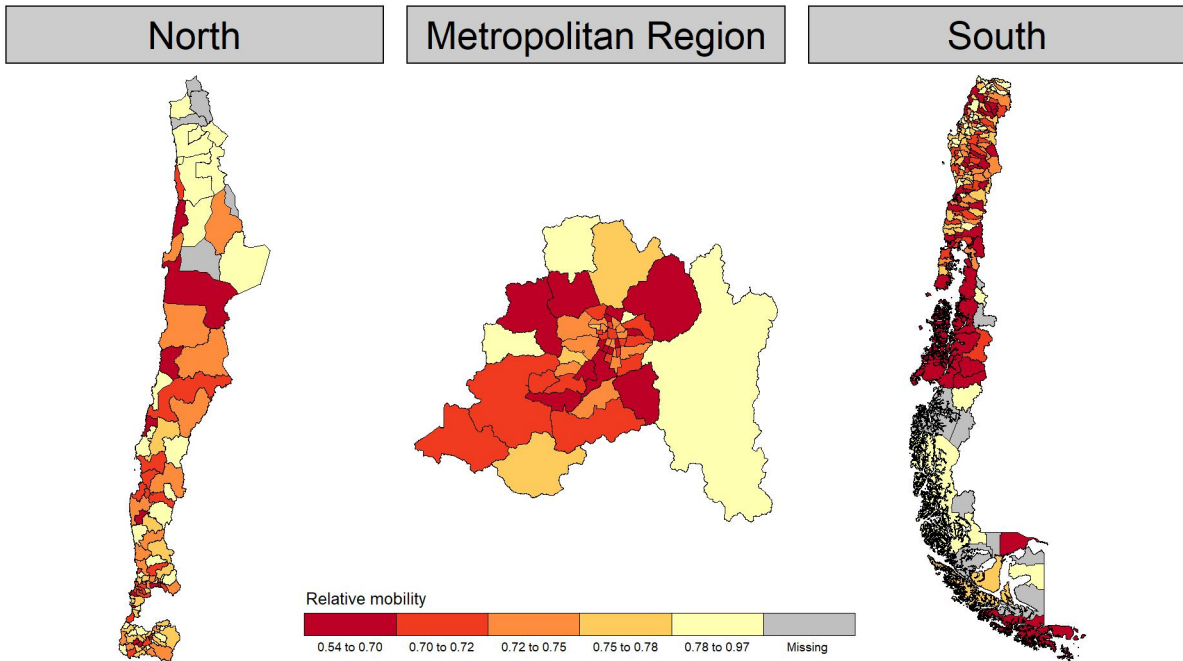 North
Metropolitan Region
South
Relative mobility
0.54 to 0.70
0.70 to 0.72
0.72 to 0.75
0.75 to 0.78
0.78 to 0.97
Missing